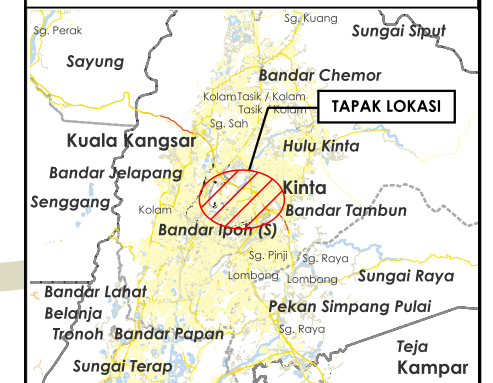 Sg. Kuang
Sg. Perak
Sungai Siput
Sayung
Bandar Chemor
Kolam Tasik / Kolam
Tasik / Kolam
TAPAK LOKASI
Sg. Sah
Kuala Kangsar
Hulu Kinta
Bandar Jelapang
Kinta
Senggang
Kolam
Bandar Tambun
Bandar Ipoh (S)
Sg. Pinji
Sg. Raya
Lombong
Lombong
Sungai Raya
Bandar Lahat
Belanja
Pekan Simpang Pulai
Tronoh
Bandar Papan
Sg. Raya
Teja
Sungai Terap
Kampar